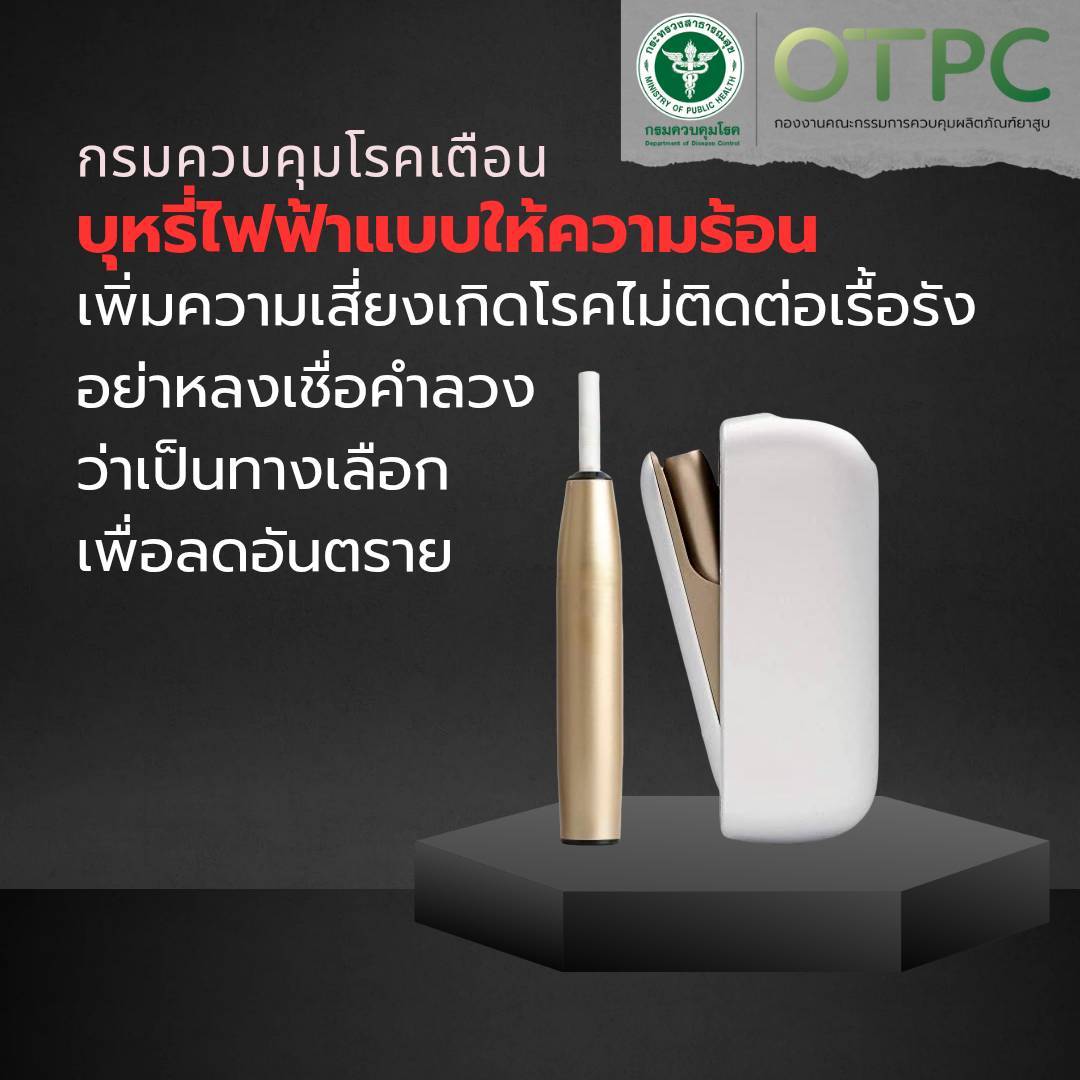 กระทรวงสาธารณสุข
MINISTRY OF PUBLIC HEALTH
กรมควบคุมโรค
Department of Disease Control
OTPC
กองงานคณะกรรมการควบคุมผลิตภัณฑ์ยาสูบ
กรมควบคุมโรคเตือน
บุหรี่ไฟฟ้าแบบให้ความร้อน
เพิ่มความเสี่ยงเกิดโรคไม่ติดต่อเรื้อรัง
อย่าหลงเชื่อคำลวง
ว่าเป็นทางเลือก
เพื่อลดอันตราย